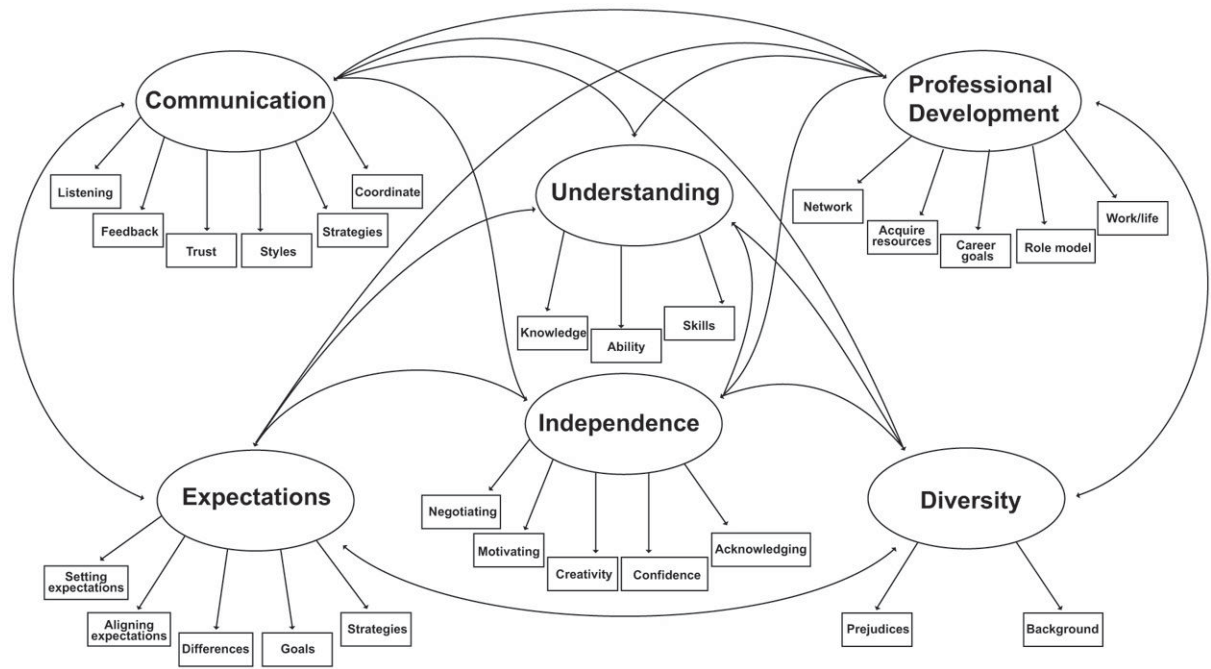 Communication
Professional
Development
Listening
Feedback
Trust
Styles
Strategies
Coordinate
Understanding
Network
Acquire
resources
Career
goals
Role model
Work/life
Knowledge
Ability
Skills
Independence
Expectations
Negotiating
Motivating
Creativity
Confidence
Acknowledging
Diversity
Setting
expectations
Aligning
expectations
Differences
Goals
Strategies
Prejudices
Background